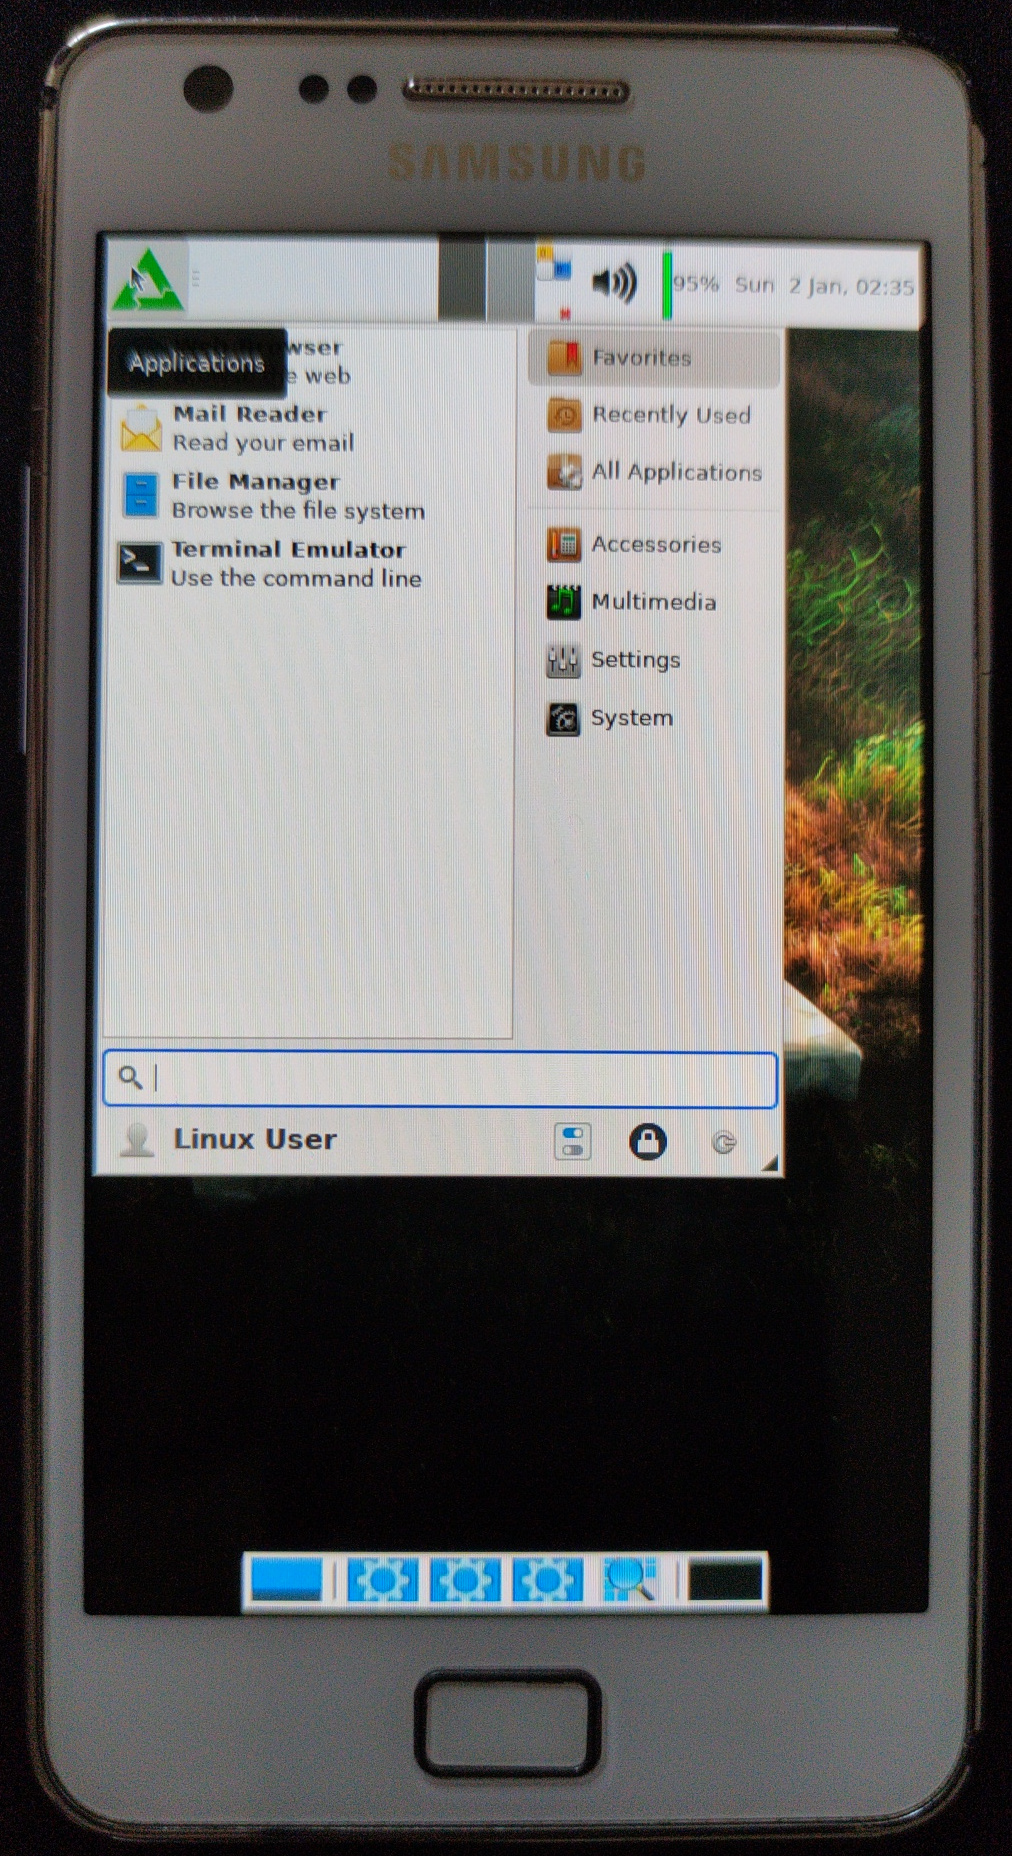 SAMSUNG
95% Sun 2 Jan, 02:35
Applications
wser
e web
Mail Reader
Read your email
File Manager
Browse the file system
Terminal Emulator
Use the command line
Favorites
Recently Used
All Applications
Accessories
Multimedia
Settings
System
Linux User